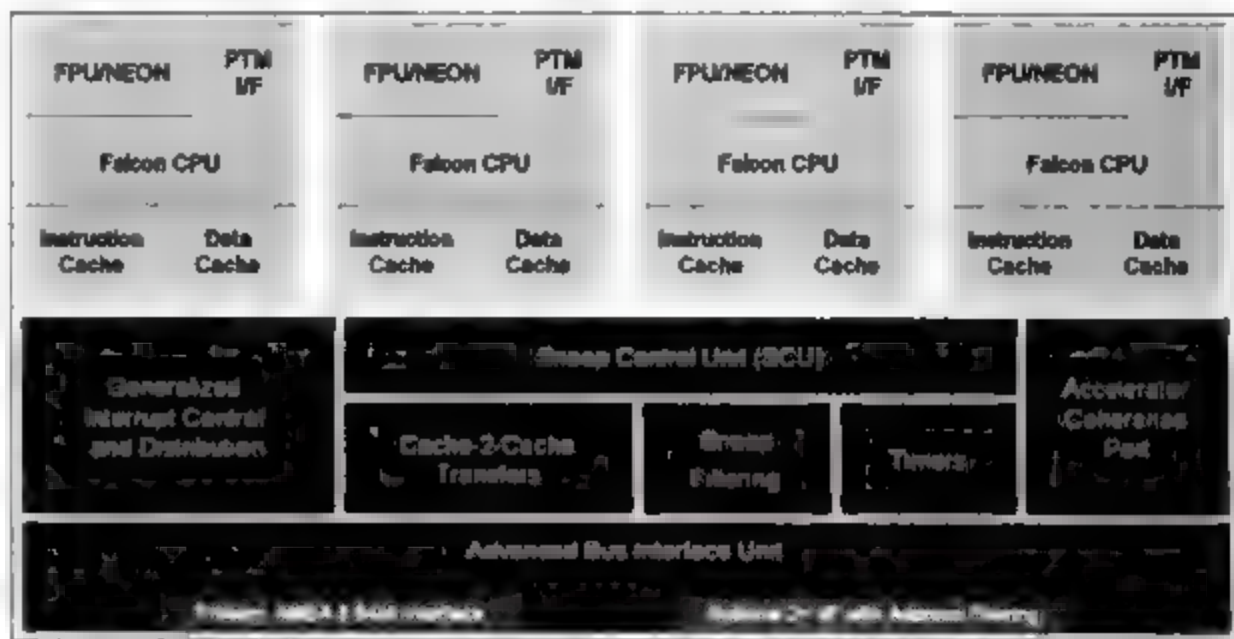 FPU/NEON
PTM
I/F
Falcon CPU
Instruction
Cache
Data
Cache
FPU/NEON
PTM
I/F
Falcon CPU
Instruction
Cache
Data
Cache
FPU/NEON
PTM
I/F
Falcon CPU
Instruction
Cache
Data
Cache
FPU/NEON
PTM
I/F
Falcon CPU
Instruction
Cache
Data
Cache
Generalized
Interrupt Control
and Distribution
Snoop Control Unit (SCU)
Cache-2-Cache
Transfers
Snoop
Filtering
Timers
Accelerator
Coherence
Port
Advanced Bus Interface Unit